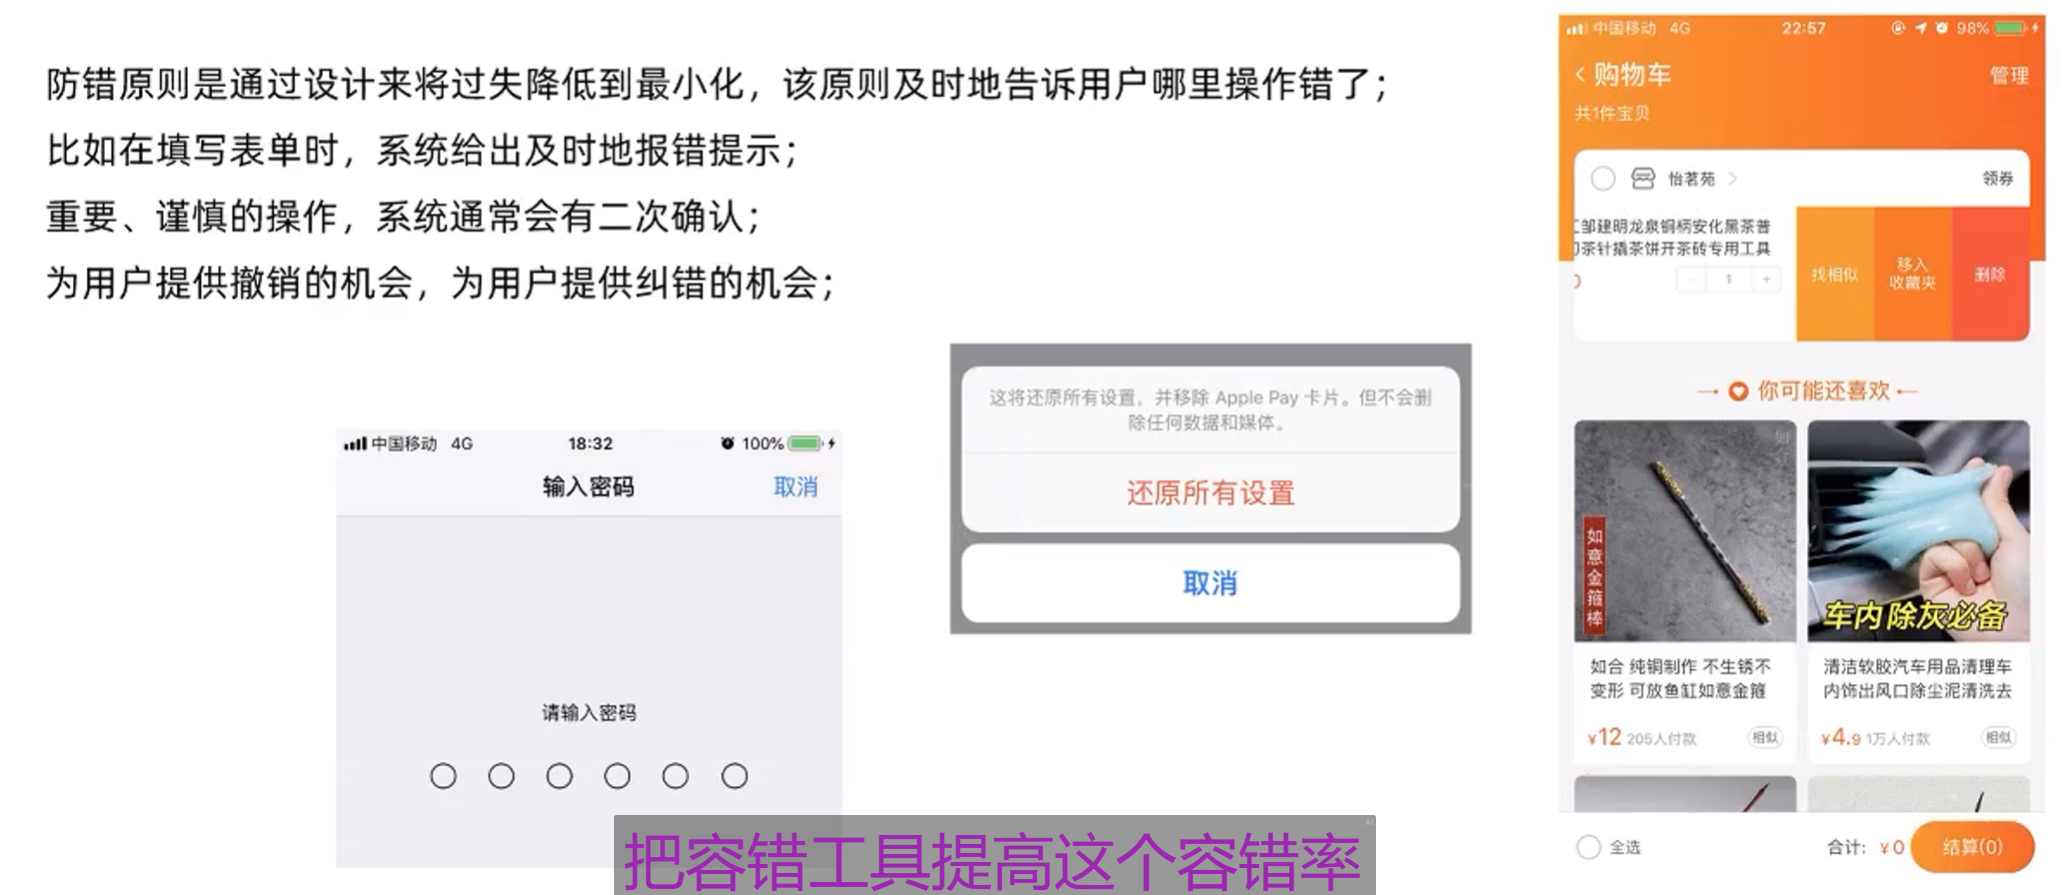 防错原则是通过设计来将过失降低到最小化，该原则及时地告诉用户哪里操作错了；
比如在填写表单时，系统给出及时地报错提示；
重要、谨慎的操作，系统通常会有二次确认；
为用户提供撤销的机会，为用户提供纠错的机会；
中国移动 4G 18:32 100%
输入密码 取消
请输入密码
这将还原所有设置，并移除 Apple Pay 卡片。但不会删
除任何数据和媒体。
还原所有设置
取消
中国移动 4G 22:57 98%
购物车 管理
共1件宝贝
怡茗苑 领券
邹建明龙泉铜柄安化黑茶普
茶针撬茶饼开茶砖专用工具
- 1 +
找相似
移入
收藏夹
删除
你可能还喜欢
如意金箍棒
车内除灰必备
如合 纯铜制作 不生锈不
变形 可放鱼缸如意金箍
¥12 205人付款 相似
清洁软胶汽车用品清理车
内饰出风口除尘泥清洗去
¥4.9 1万人付款 相似
全选 合计: ¥0 结算(0)
把容错工具提高这个容错率